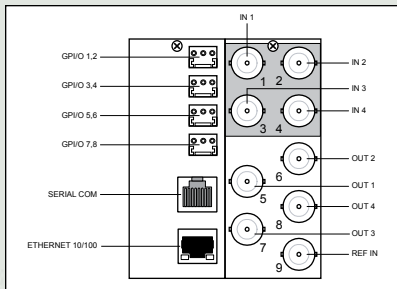 IN 1
GPI/O 1,2
IN 2
1
2
GPI/O 3,4
IN 3
GPI/O 5,6
IN 4
3
4
GPI/O 7,8
OUT 2
6
SERIAL COM
OUT 1
5
OUT 4
8
OUT 3
7
ETHERNET 10/100
REF IN
9